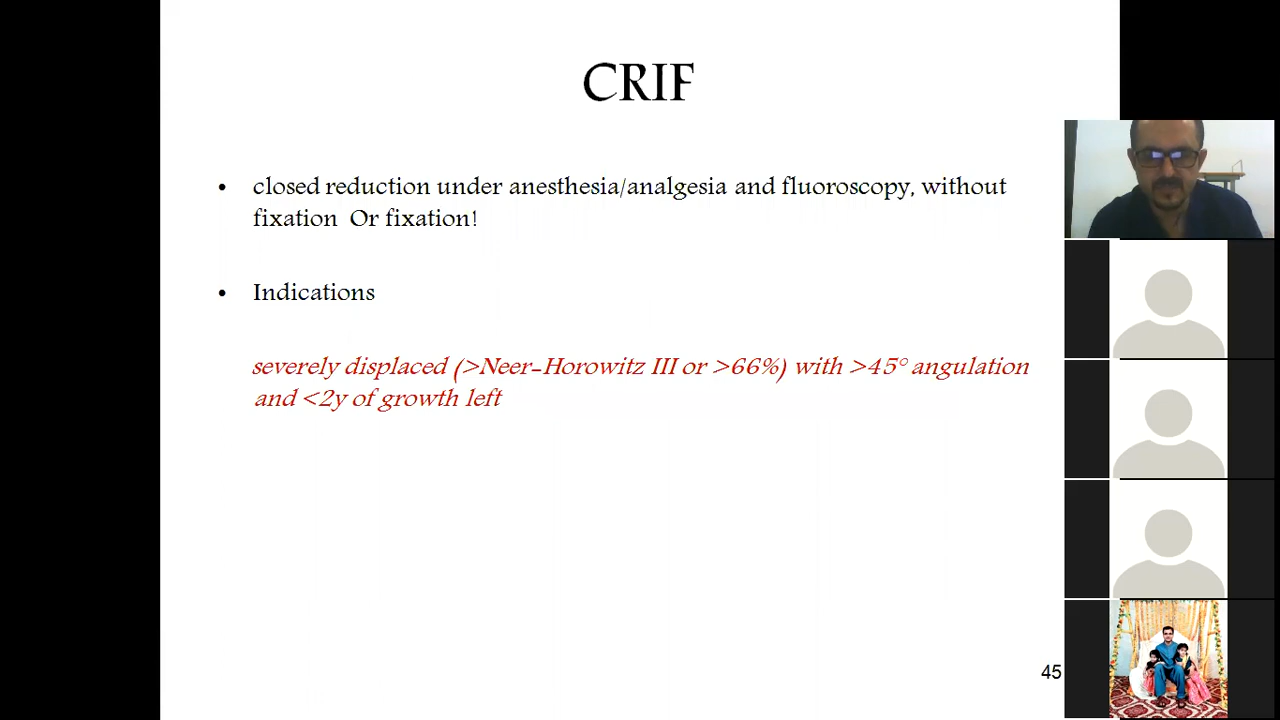 CRIF
• closed reduction under anesthesia/analgesia and fluoroscopy, without
fixation Or fixation!
• Indications
severely displaced (>Neer-Horowitz III or >66%) with >45° angulation
and <2y of growth left
45